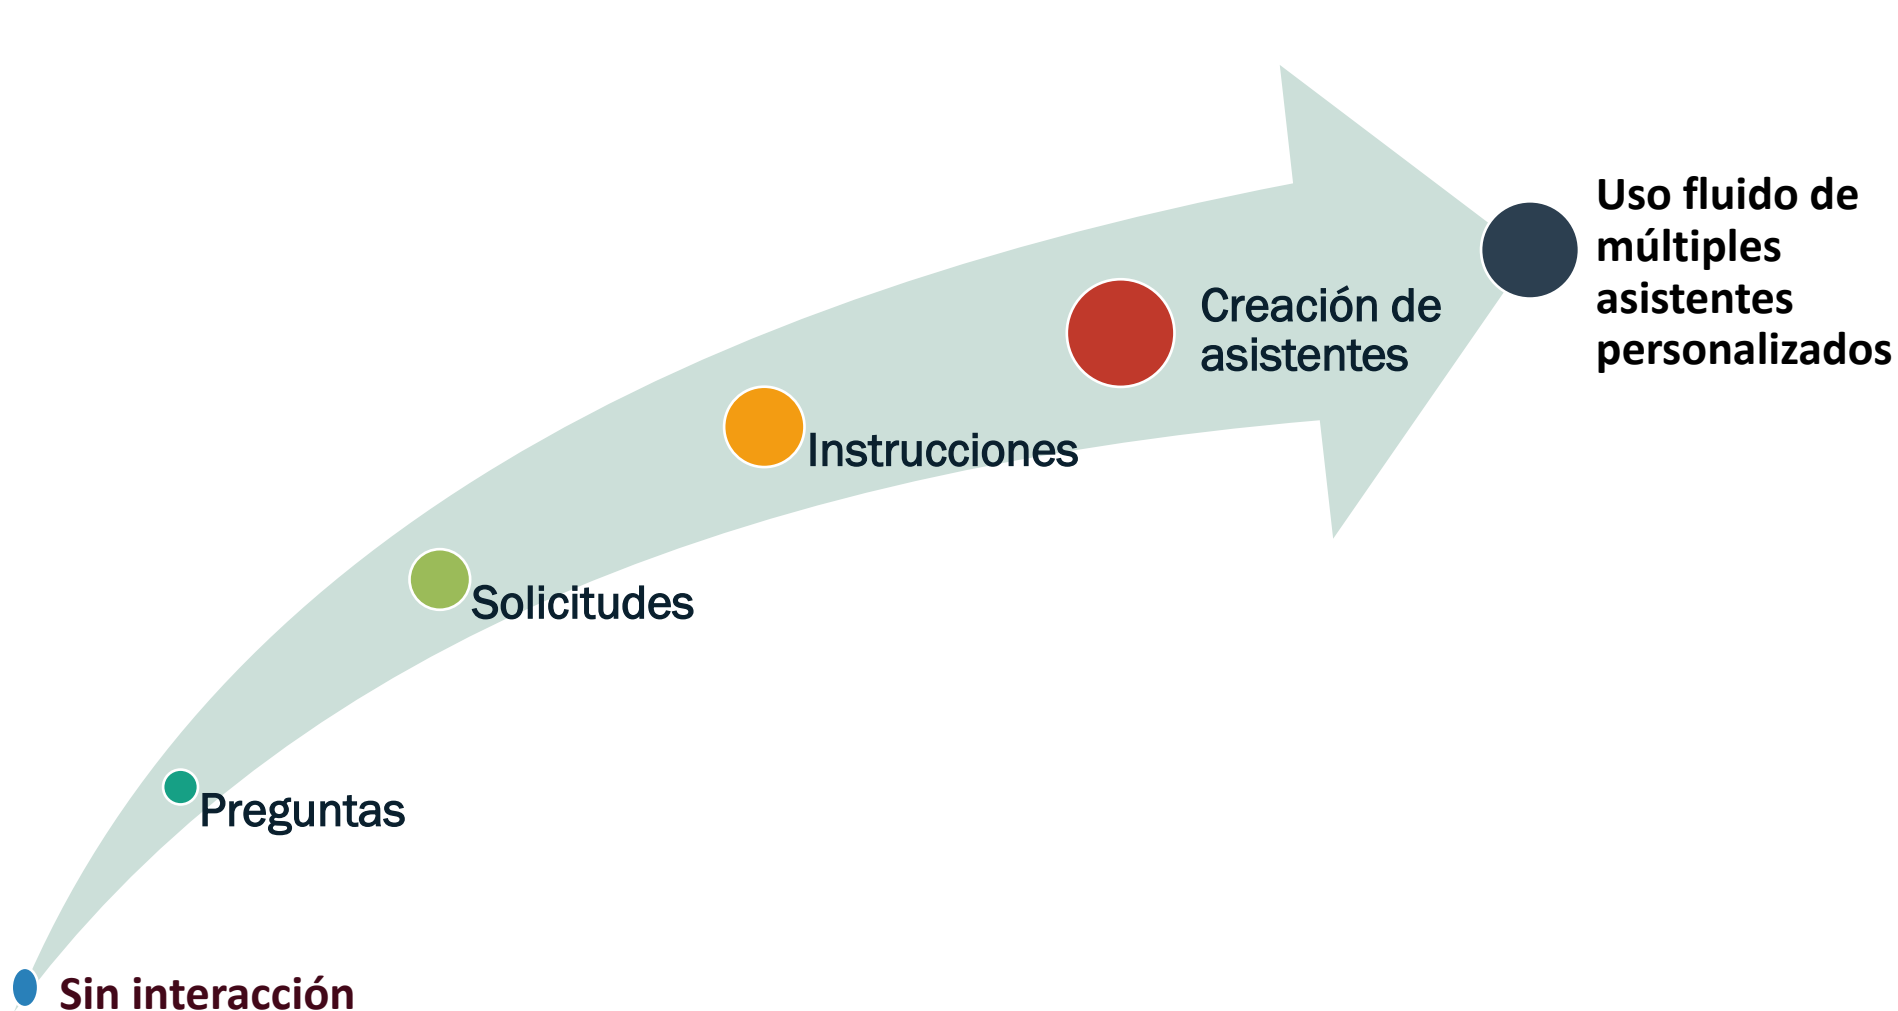 Uso fluido de
múltiples
asistentes
personalizados
Creación de
asistentes
Instrucciones
Solicitudes
Preguntas
Sin interacción